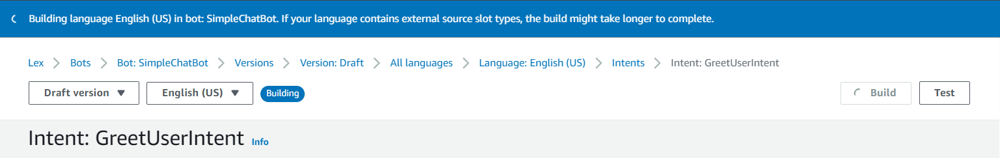 Building language English (US) in bot: SimpleChatBot. If your language contains external source slot types, the build might take longer to complete.
Lex Bots Bot: SimpleChatBot Versions Version: Draft All languages Language: English (US) Intents Intent: GreetUserIntent
Draft version English (US) Building Build Test
Intent: GreetUserIntent Info